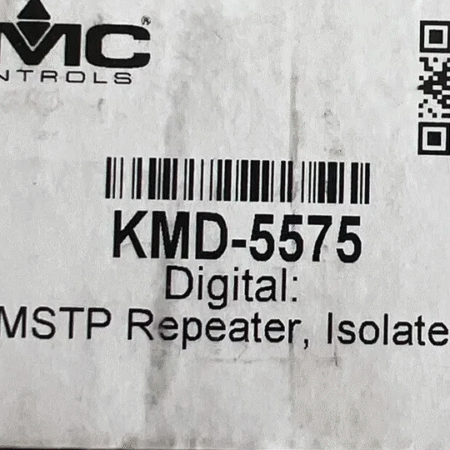 MC®
NTROLS
KMD-5575
Digital:
MSTP Repeater, Isolate